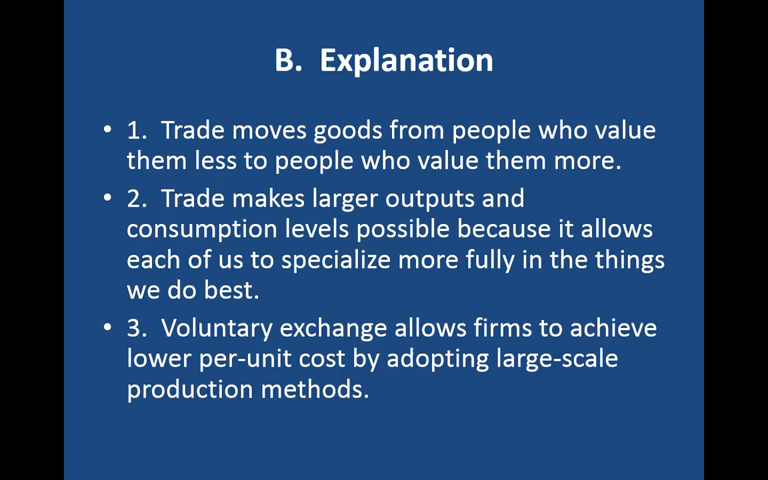 B. Explanation
• 1. Trade moves goods from people who value
them less to people who value them more.
• 2. Trade makes larger outputs and
consumption levels possible because it allows
each of us to specialize more fully in the things
we do best.
• 3. Voluntary exchange allows firms to achieve
lower per-unit cost by adopting large-scale
production methods.